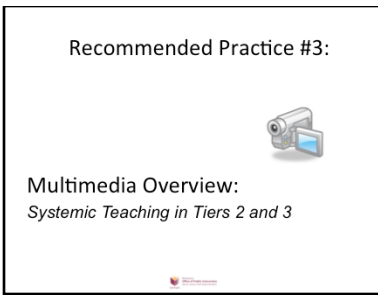 Recommended Practice #3:
Multimedia Overview:
Systemic Teaching in Tiers 2 and 3